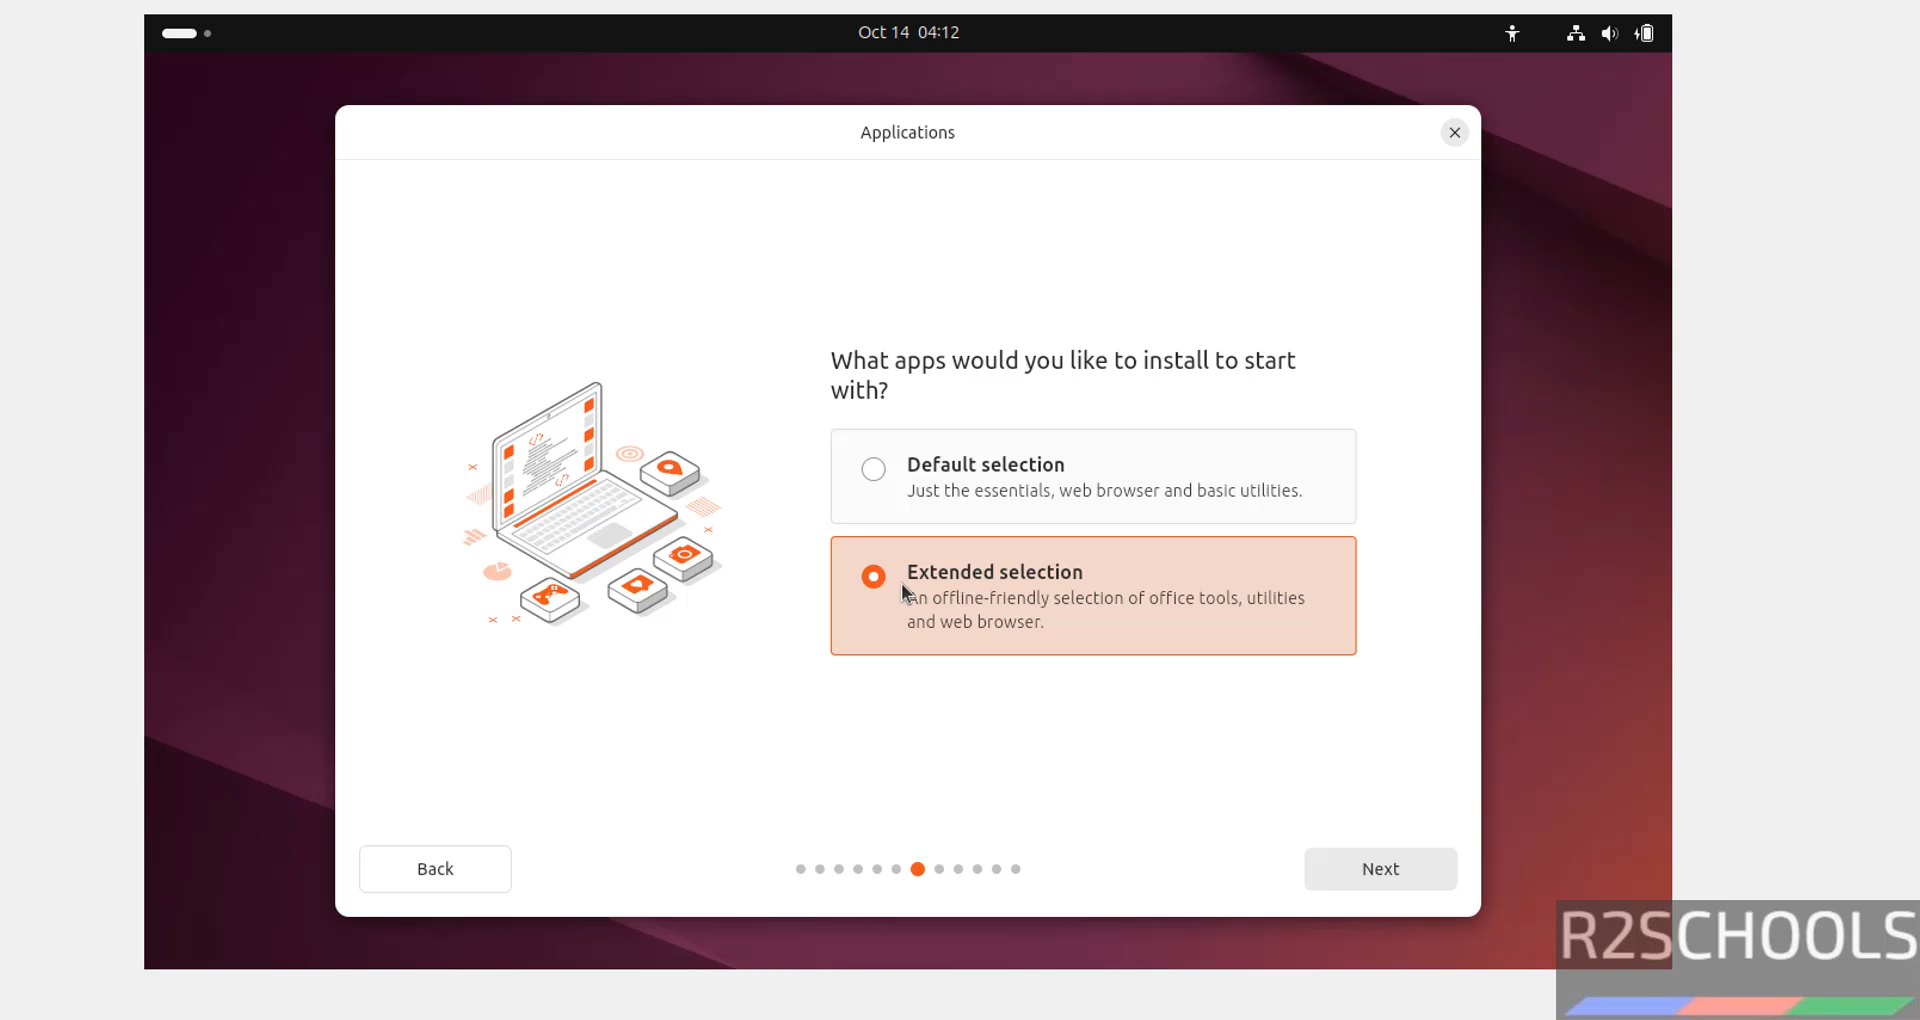 Oct 14 04:12
Applications
What apps would you like to install to start
with?
Default selection
Just the essentials, web browser and basic utilities.
Extended selection
An offline-friendly selection of office tools, utilities
and web browser.
Back
Next
R2SCHOOLS